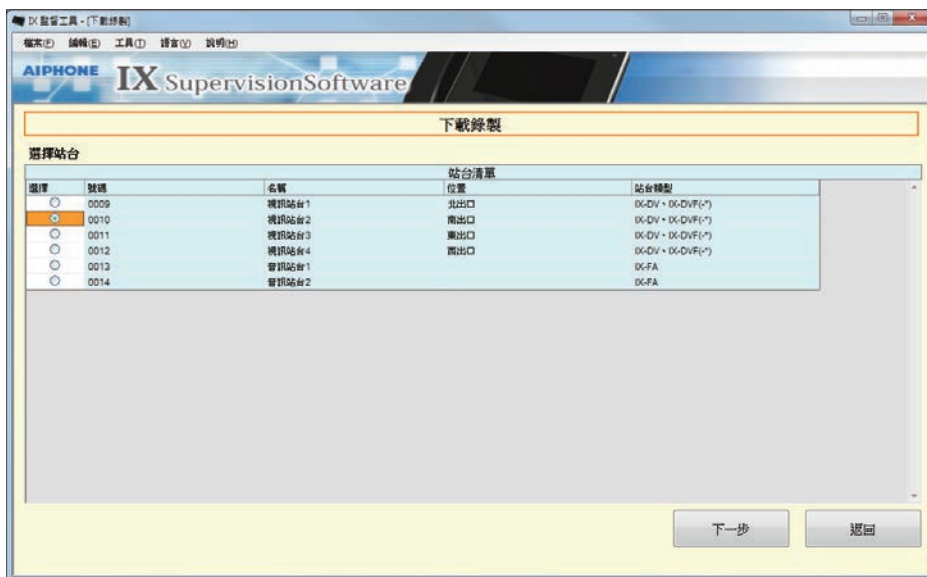 IX 監督工具 - [下載錄製]
檔案(F) 編輯(E) 工具(T) 語言(V) 說明(H)
AIPHONE IX SupervisionSoftware
下載錄製
選擇站台
站台清單
選擇 號碼 名稱 位置 站台類型
0009 視訊站台1 北出口 IX-DV、IX-DVF(-*)
0010 視訊站台2 南出口 IX-DV、IX-DVF(-*)
0011 視訊站台3 東出口 IX-DV、IX-DVF(-*)
0012 視訊站台4 西出口 IX-DV、IX-DVF(-*)
0013 音訊站台1 IX-FA
0014 音訊站台2 IX-FA
下一步 返回